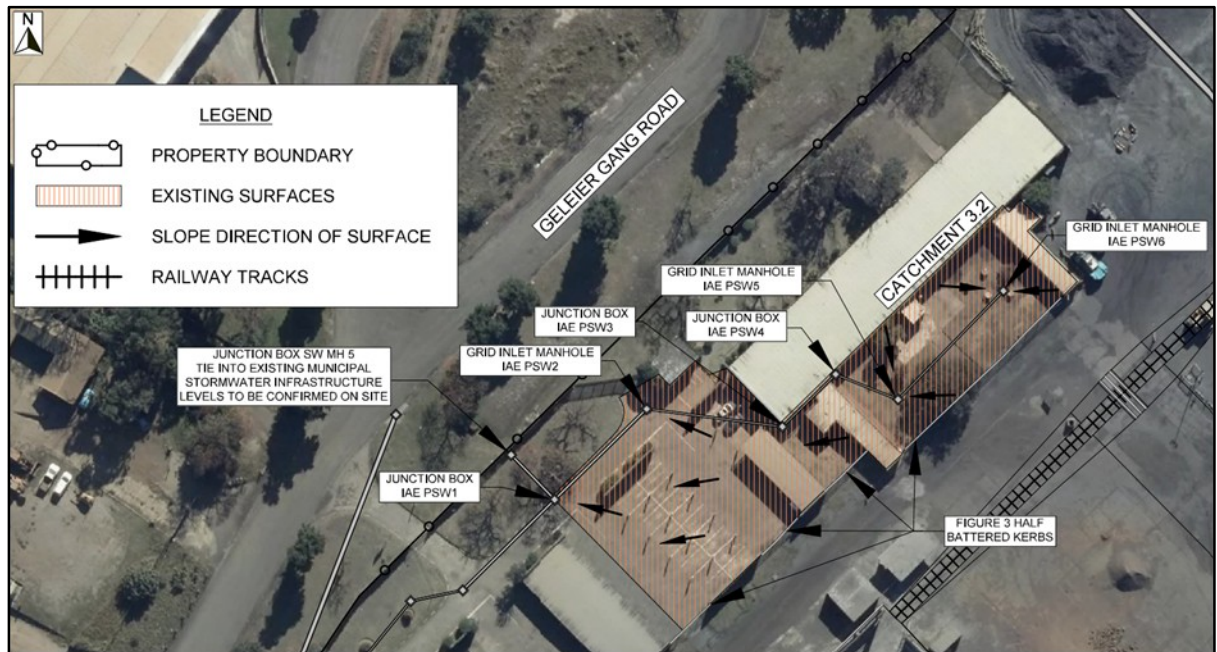 N
LEGEND
PROPERTY BOUNDARY
EXISTING SURFACES
SLOPE DIRECTION OF SURFACE
RAILWAY TRACKS
GELEIER GANG ROAD
CATCHMENT 3.2
GRID INLET MANHOLE
IAE PSW6
GRID INLET MANHOLE
IAE PSW5
JUNCTION BOX
IAE PSW3
JUNCTION BOX
IAE PSW4
GRID INLET MANHOLE
IAE PSW2
JUNCTION BOX SW MH 5
TIE INTO EXISTING MUNICIPAL
STORMWATER INFRASTRUCTURE
LEVELS TO BE CONFIRMED ON SITE
JUNCTION BOX
IAE PSW1
FIGURE 3 HALF
BATTERED KERBS